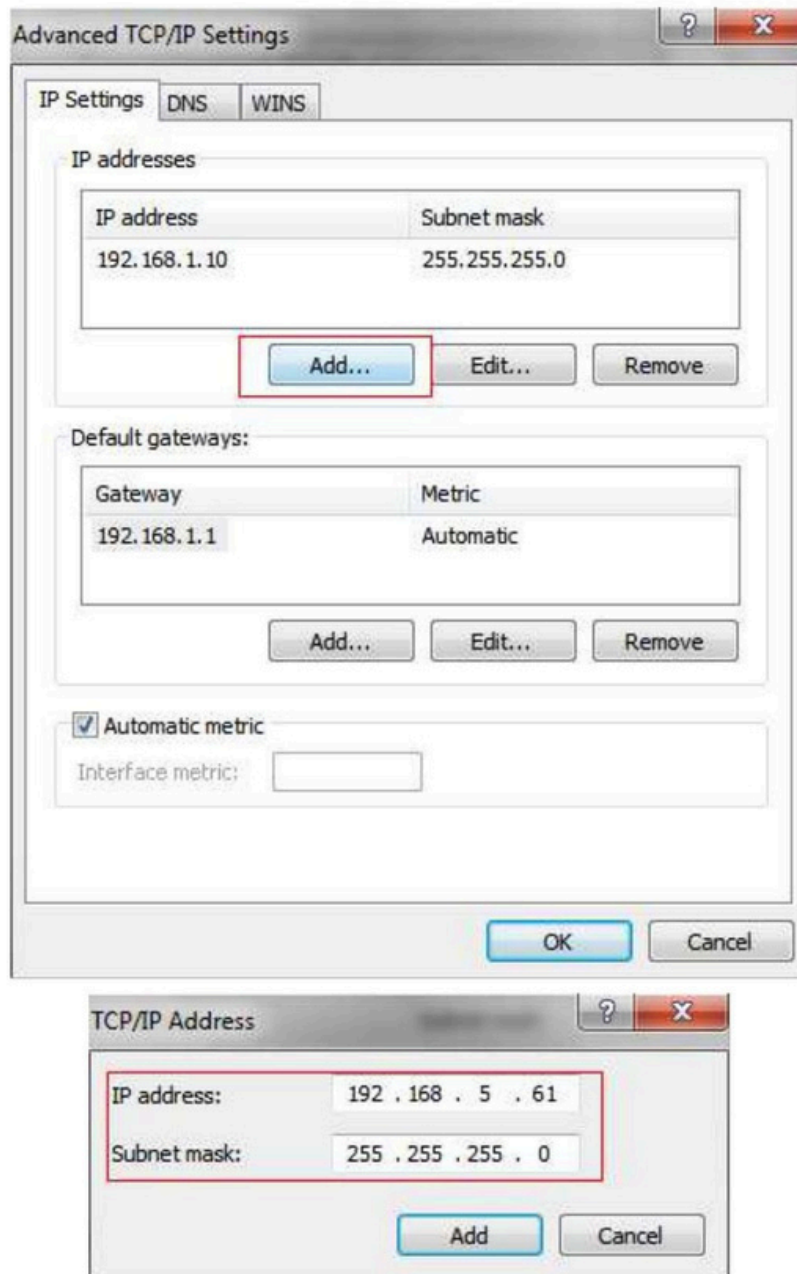 Advanced TCP/IP Settings
?
IP Settings DNS WINS
IP addresses
IP address Subnet mask
192.168.1.10 255.255.255.0
Add... Edit... Remove
Default gateways:
Gateway Metric
192.168.1.1 Automatic
Add... Edit... Remove
Automatic metric
Interface metric:
OK Cancel
TCP/IP Address
?
IP address: 192 . 168 . 5 . 61
Subnet mask: 255 . 255 . 255 . 0
Add Cancel